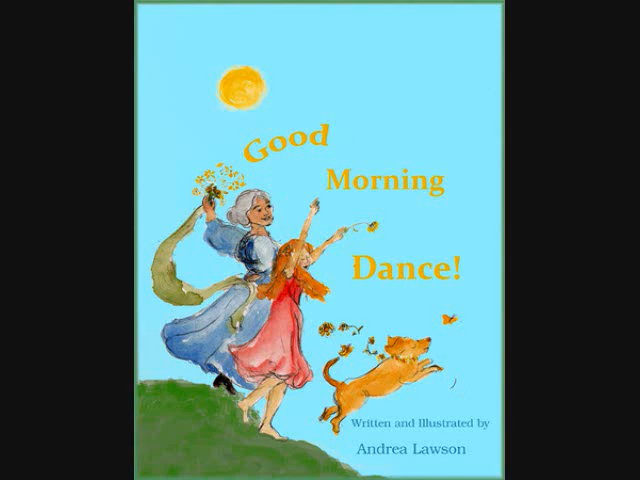 Good
Morning
Dance!
Written and Illustrated by
Andrea Lawson